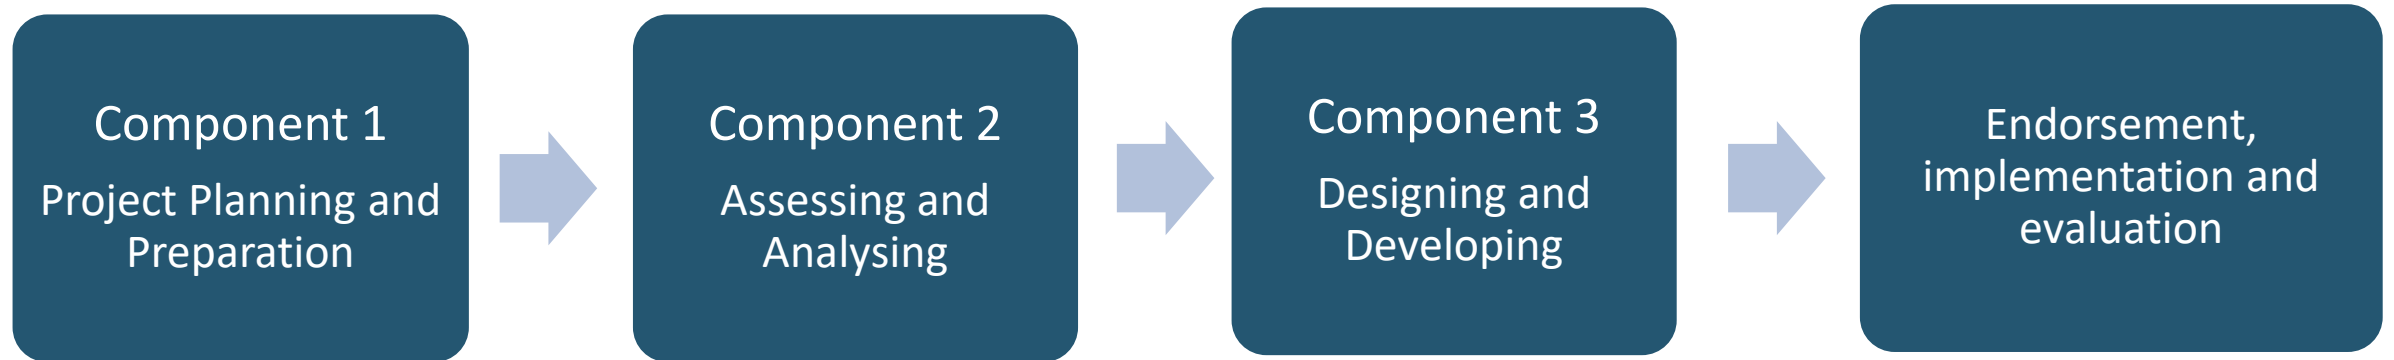 Component 1
Project Planning and
Preparation
Component 2
Assessing and
Analysing
Component 3
Designing and
Developing
Endorsement,
implementation and
evaluation